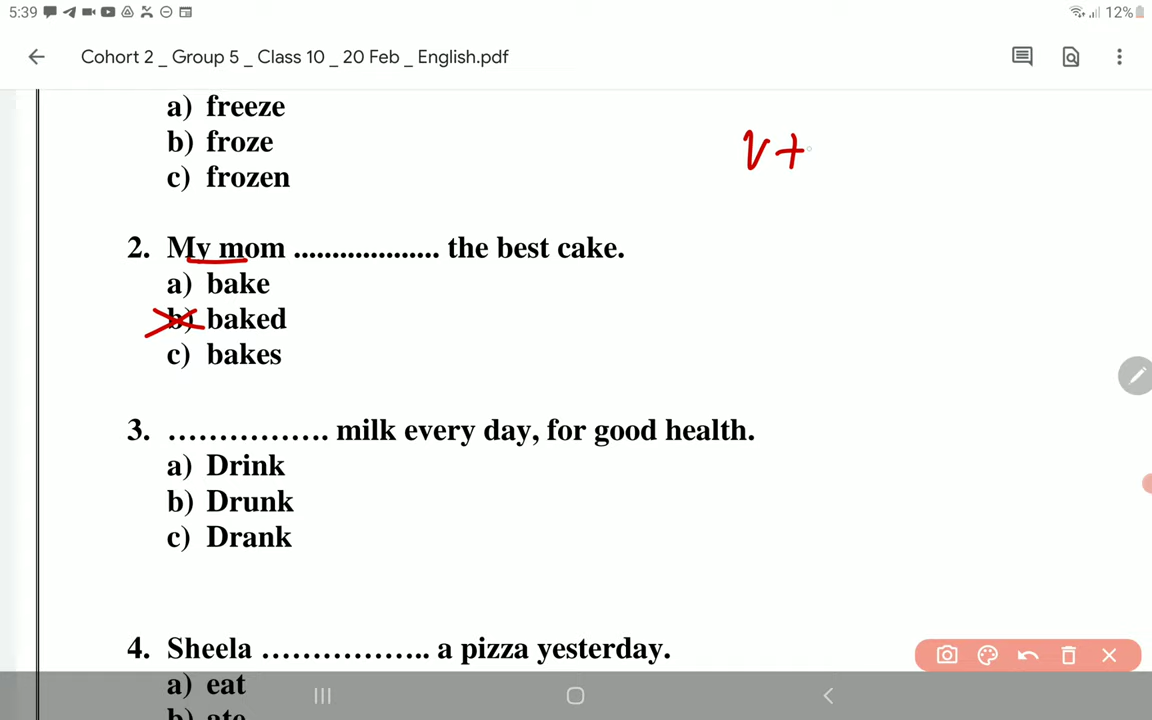 5:39 12%
Cohort 2 _ Group 5 _ Class 10 _ 20 Feb _ English.pdf
a) freeze
b) froze
c) frozen
V+
2. My mom ................... the best cake.
a) bake
b) baked
c) bakes
3. ................ milk every day, for good health.
a) Drink
b) Drunk
c) Drank
4. Sheela .................. a pizza yesterday.
a) eat
b) ate